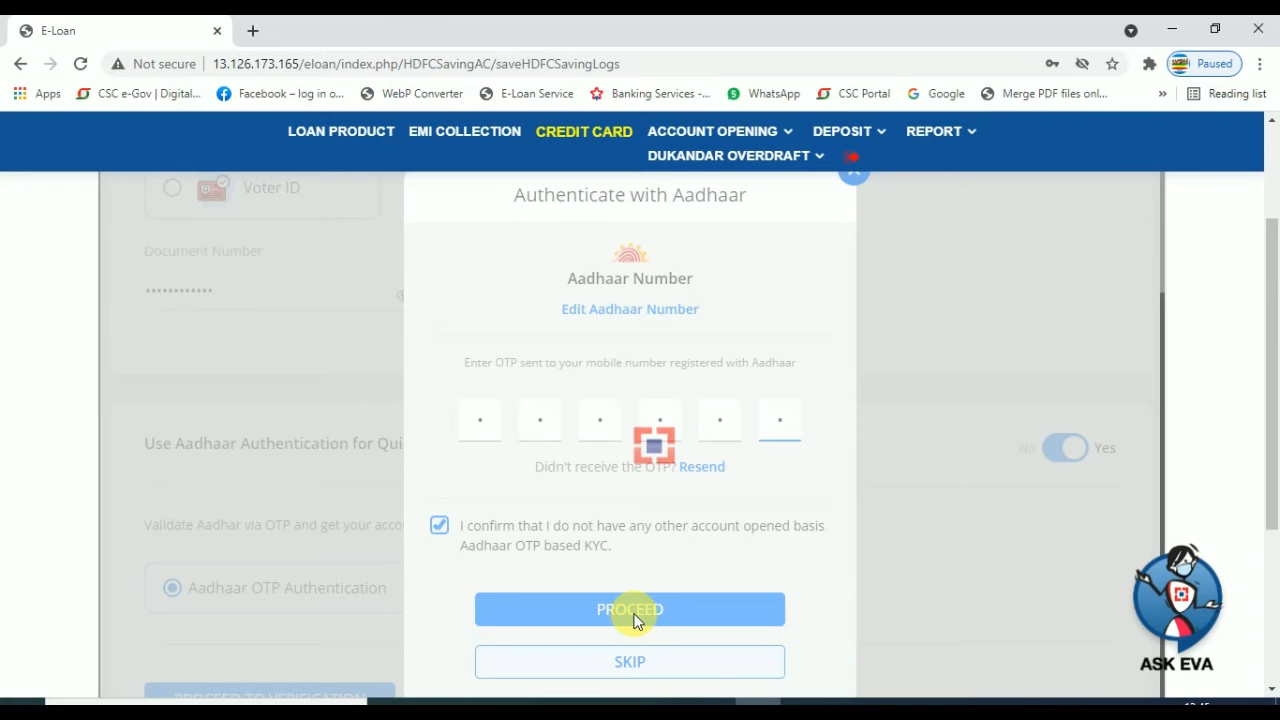 E-Loan
Not secure
13.126.173.165/eloan/index.php/HDFCSavingAC/saveHDFCSavingLogs
Paused
Apps
CSC e-Gov | Digital...
Facebook – log in o...
WebP Converter
E-Loan Service
Banking Services -...
WhatsApp
CSC Portal
Google
Merge PDF files onl...
»
Reading list
LOAN PRODUCT
EMI COLLECTION
CREDIT CARD
ACCOUNT OPENING
DEPOSIT
REPORT
DUKANDAR OVERDRAFT
Voter ID
Authenticate with Aadhaar
Document Number
Aadhaar Number
Edit Aadhaar Number
Enter OTP sent to your mobile number registered with Aadhaar
Use Aadhaar Authentication for Qui
No
Yes
Didn't receive the OTP? Resend
Validate Aadhar via OTP and get your acco
I confirm that I do not have any other account opened basis
Aadhaar OTP based KYC.
Aadhaar OTP Authentication
PROCEED
SKIP
ASK EVA
PROCEED TO VERIFICATION